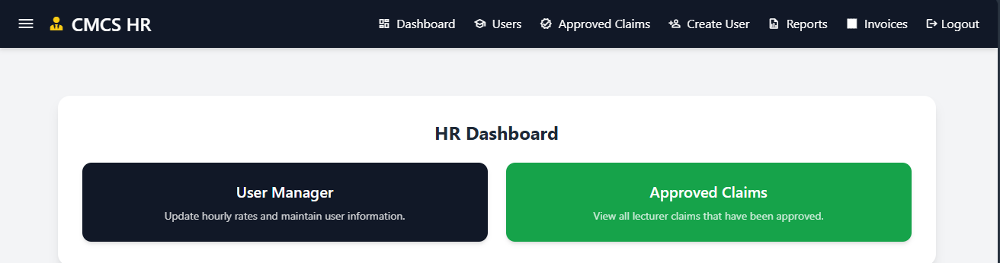 CMCS HR Dashboard Users Approved Claims Create User Reports Invoices Logout
HR Dashboard
User Manager
Update hourly rates and maintain user information.
Approved Claims
View all lecturer claims that have been approved.